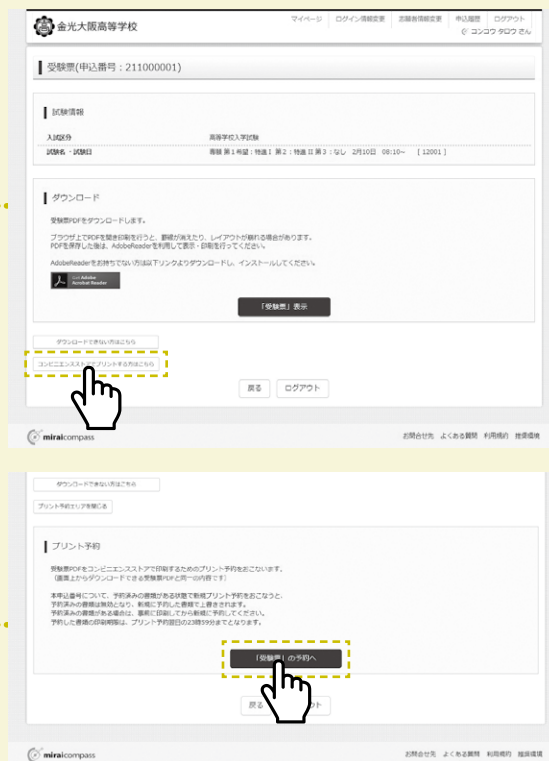 マイページ ログイン情報変更 志願者情報変更 申込履歴 ログアウト
金光大阪高等学校
コンコウ タロウ さん
受験票(申込番号：211000001)
試験情報
入試区分 高等学校入学試験
試験名・試験日 専願 第1希望：特進Ⅰ 第2：特進Ⅱ 第3：なし 2月10日 08:10~ [ 12001 ]
ダウンロード
受験票PDFをダウンロードします。
ブラウザ上でPDFを開き印刷を行うと、罫線が消えたり、レイアウトが崩れる場合があります。
PDFを保存した後は、AdobeReaderを利用して表示・印刷を行ってください。
AdobeReaderをお持ちでない方は以下リンクよりダウンロードし、インストールしてください。
Get Adobe
Acrobat Reader
「受験票」表示
ダウンロードできない方はこちら
コンビニエンスストアでプリントする方はこちら
戻る ログアウト
miraicompass お問合せ先 よくある質問 利用規約 推奨環境
ダウンロードできない方はこちら
プリント予約エリアを閉じる
プリント予約
受験票PDFをコンビニエンスストアで印刷するためのプリント予約をおこないます。
(画面上からダウンロードできる受験票PDFと同一の内容です)
本申込番号について、予約済みの書類がある状態で新規プリント予約をおこなうと、
予約済みの書類は無効となり、新規に予約した書類で上書きされます。
予約済みの書類がある場合は、事前に印刷してから新規に予約してください。
予約した書類の印刷期限は、プリント予約翌日の23時59分までとなります。
「受験票」の予約へ
戻る ウト
miraicompass お問合せ先 よくある質問 利用規約 推奨環境